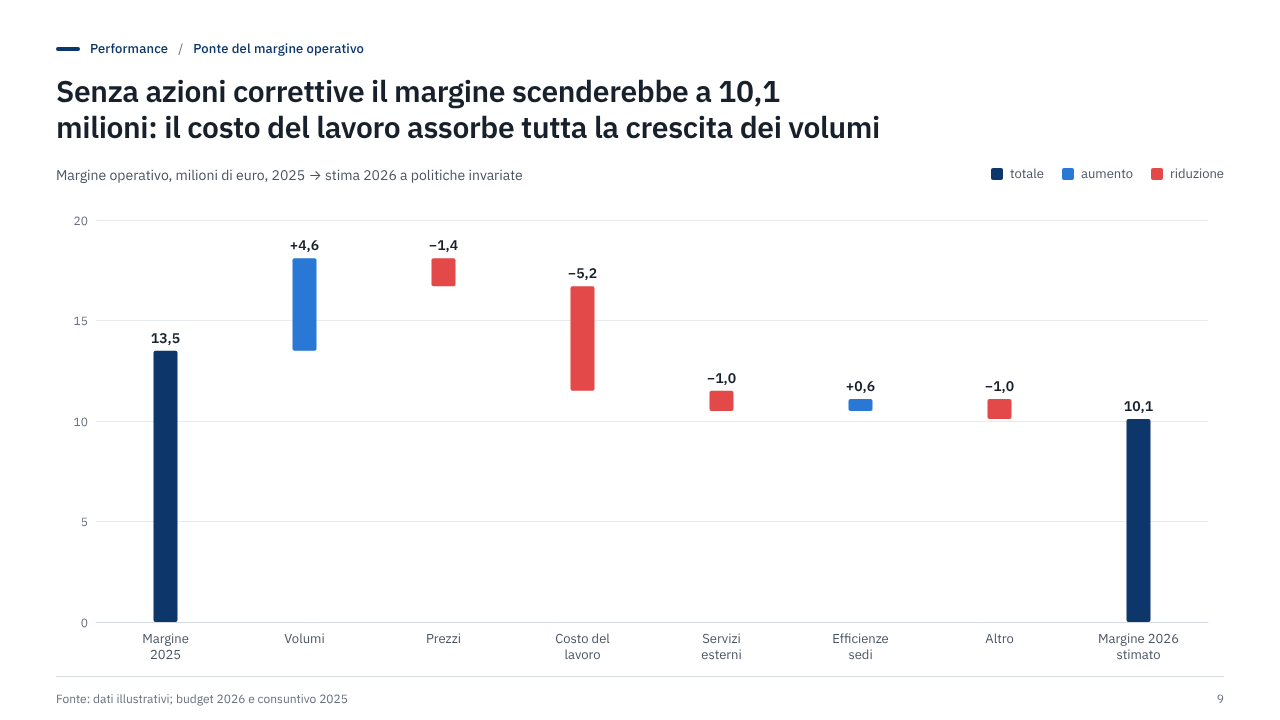 Performance / Ponte del margine operativo
Senza azioni correttive il margine scenderebbe a 10,1
milioni: il costo del lavoro assorbe tutta la crescita dei volumi
Margine operativo, milioni di euro, 2025 → stima 2026 a politiche invariate
totale
aumento
riduzione
20
15
10
5
0
13,5
+4,6
−1,4
−5,2
−1,0
+0,6
−1,0
10,1
Margine
2025
Volumi
Prezzi
Costo del
lavoro
Servizi
esterni
Efficienze
sedi
Altro
Margine 2026
stimato
Fonte: dati illustrativi; budget 2026 e consuntivo 2025
9